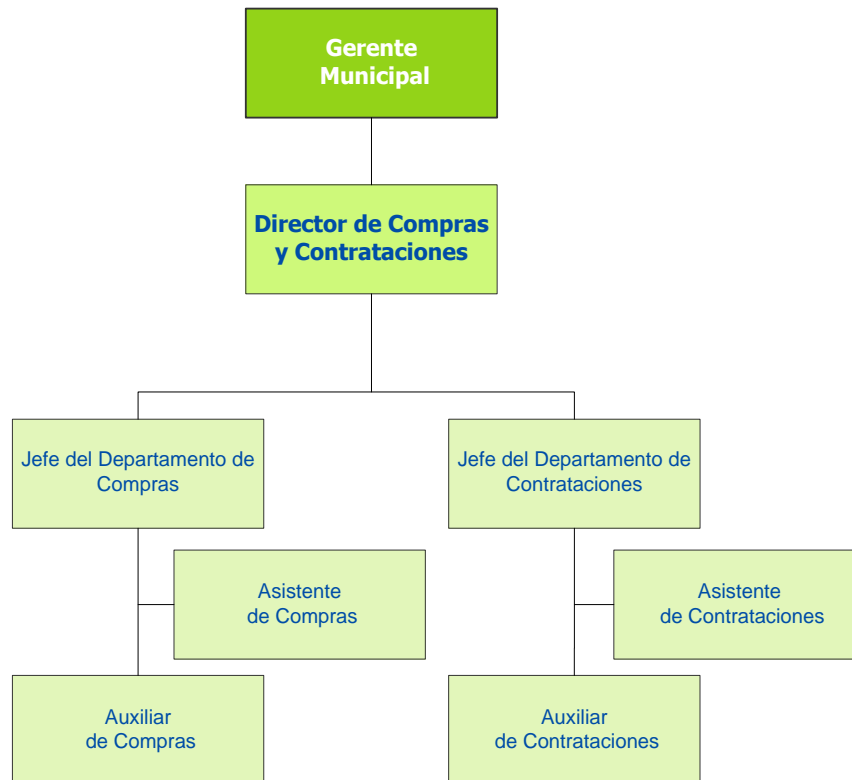 Gerente
Municipal
Director de Compras
y Contrataciones
Jefe del Departamento de
Compras
Jefe del Departamento de
Contrataciones
Asistente
de Compras
Asistente
de Contrataciones
Auxiliar
de Compras
Auxiliar
de Contrataciones